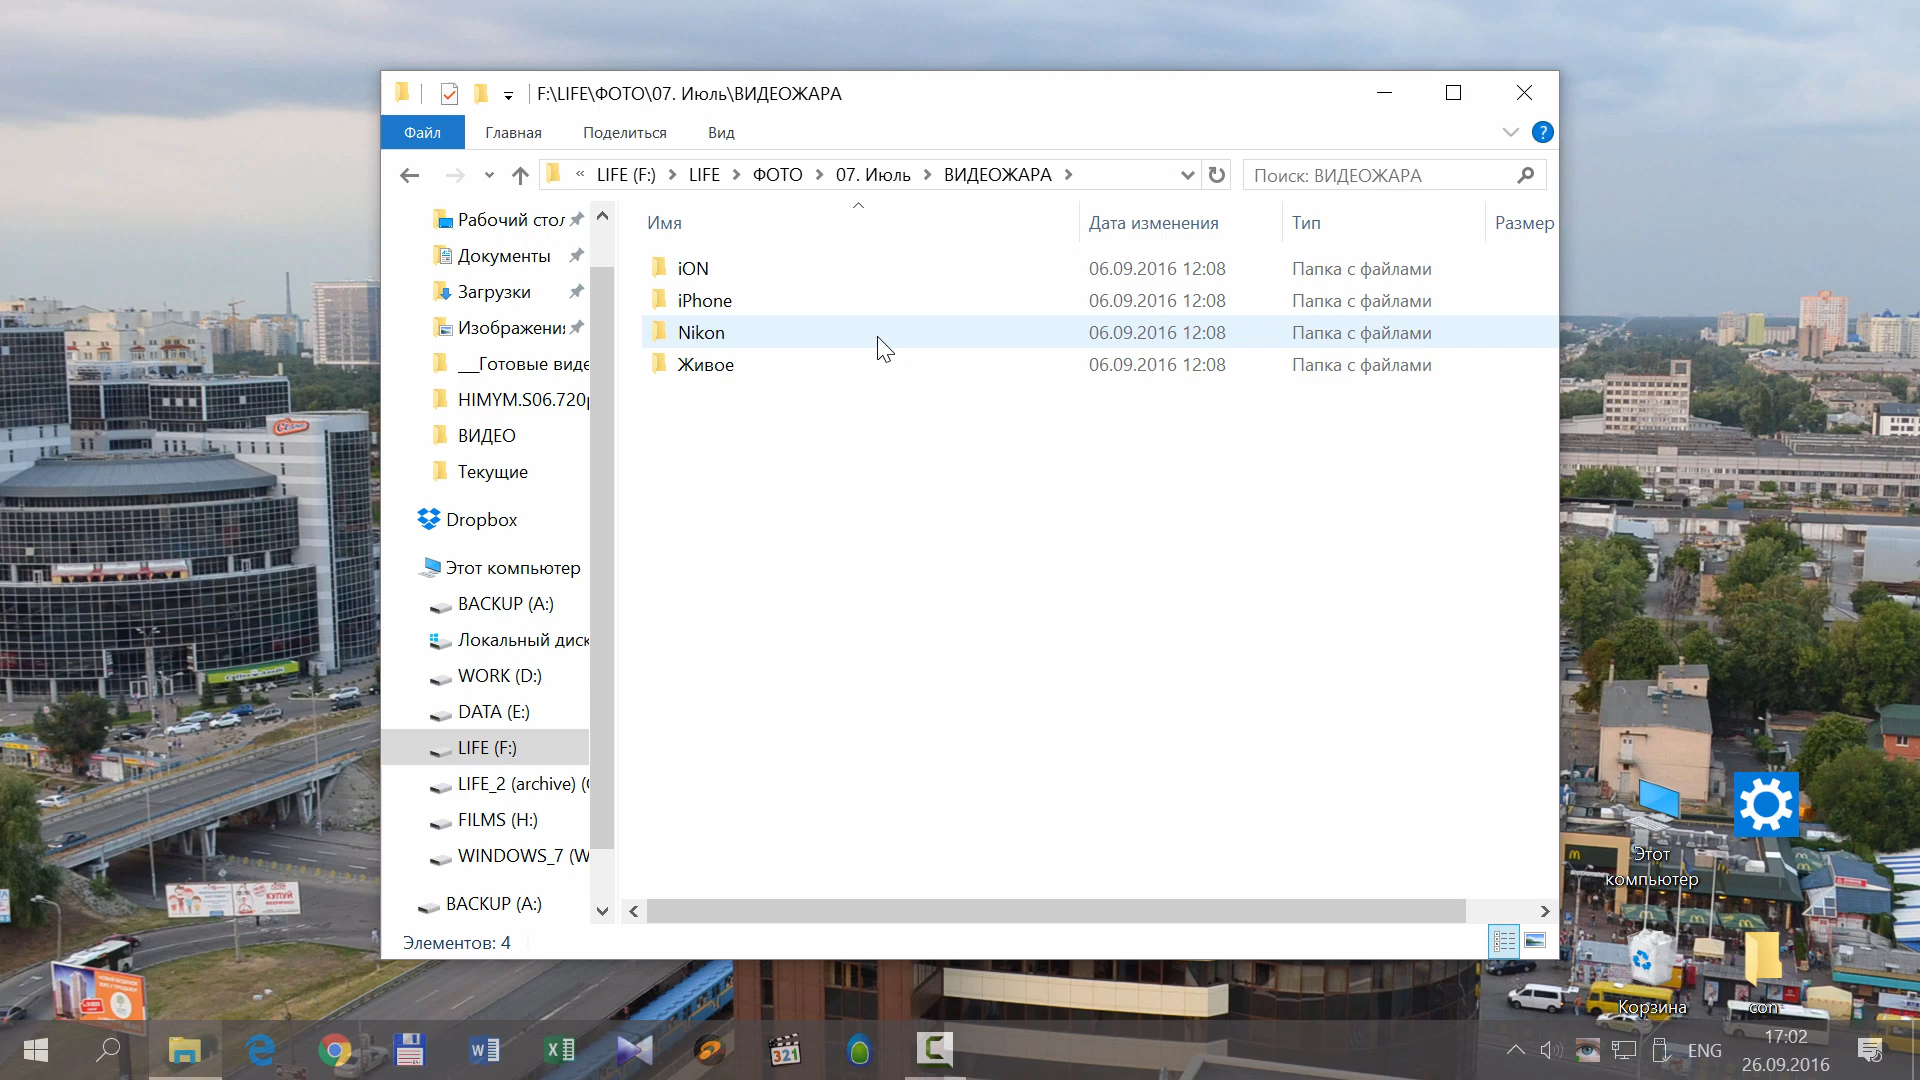 F:\LIFE\ФОТО\07. Июль\ВИДЕОЖАРА
Файл Главная Поделиться Вид
« LIFE (F:) LIFE ФОТО 07. Июль ВИДЕОЖАРА
Поиск: ВИДЕОЖАРА
Рабочий стол
Документы
Загрузки
Изображения
___Готовые виде
HIMYM.S06.720p
ВИДЕО
Текущие
Dropbox
Этот компьютер
BACKUP (A:)
Локальный диск
WORK (D:)
DATA (E:)
LIFE (F:)
LIFE_2 (archive) (
FILMS (H:)
WINDOWS_7 (W
BACKUP (A:)
Имя Дата изменения Тип Размер
iON 06.09.2016 12:08 Папка с файлами
iPhone 06.09.2016 12:08 Папка с файлами
Nikon 06.09.2016 12:08 Папка с файлами
Живое 06.09.2016 12:08 Папка с файлами
Элементов: 4
Этот
компьютер
Корзина
con
КУПУЙ
321
ENG
17:02
26.09.2016